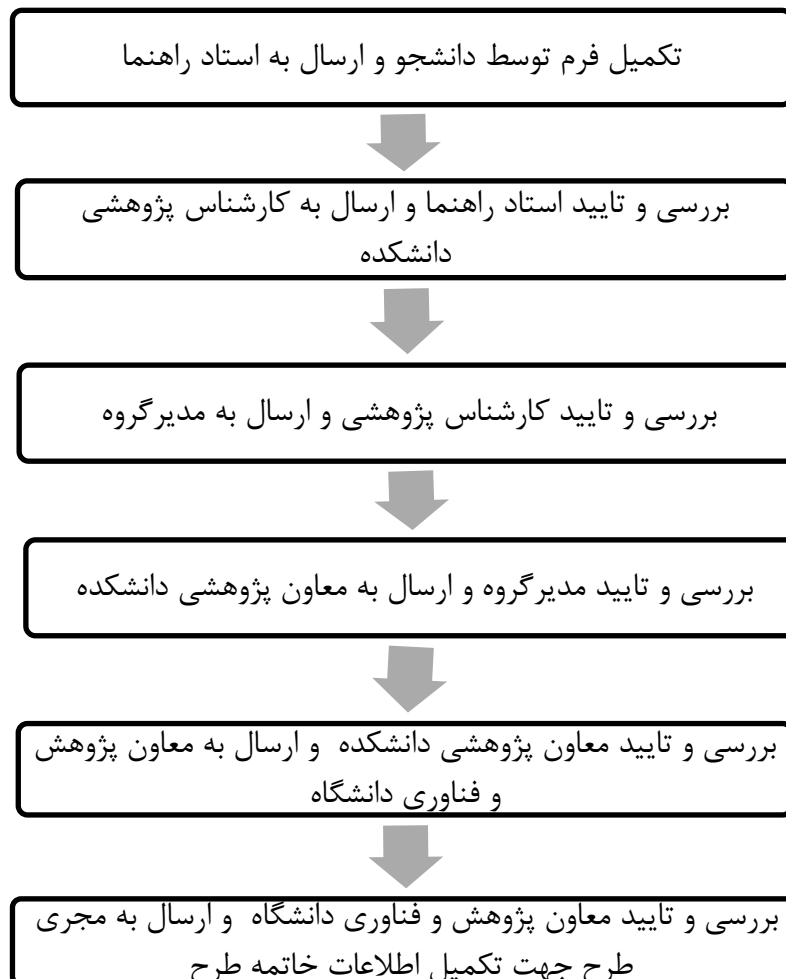 تکمیل فرم توسط دانشجو و ارسال به استاد راهنما
بررسی و تایید استاد راهنما و ارسال به کارشناس پژوهشی
دانشکده
بررسی و تایید کارشناس پژوهشی و ارسال به مدیرگروه
بررسی و تایید مدیرگروه و ارسال به معاون پژوهشی دانشکده
بررسی و تایید معاون پژوهشی دانشکده و ارسال به معاون پژوهش
و فناوری دانشگاه
بررسی و تایید معاون پژوهش و فناوری دانشگاه و ارسال به مجری
طرح جهت تکمیل اطلاعات خاتمه طرح